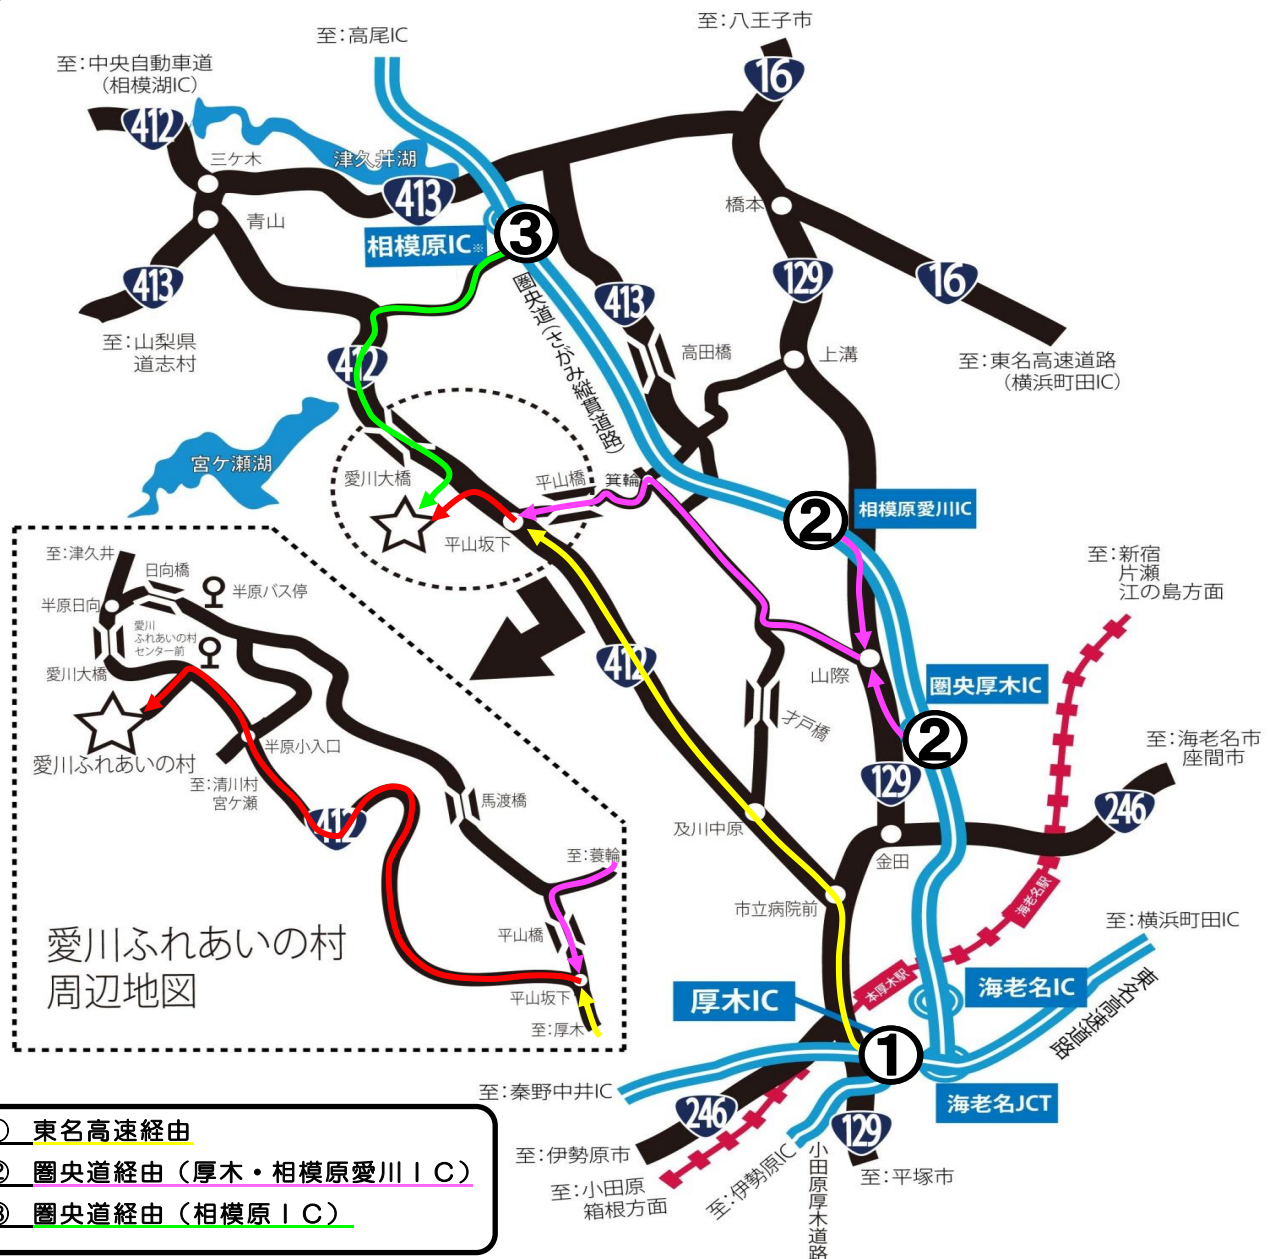 至：八王子市
至：高尾IC
至：中央自動車道
（相模湖IC）
16
412
三ケ木
津久井湖
413
青山
橋本
相模原IC※
③
413
129
16
413
圏央道（さがみ縦貫道路）
至：山梨県
道志村
高田橋
上溝
至：東名高速道路
（横浜町田IC）
412
宮ケ瀬湖
愛川大橋
平山橋
箕輪
相模原愛川IC
②
平山坂下
至：新宿
片瀬
江の島方面
至：津久井
日向橋
半原バス停
半原日向
愛川
ふれあいの村
センター前
愛川大橋
412
山際
圏央厚木IC
才戸橋
②
愛川ふれあいの村
半原小入口
至：清川村
宮ケ瀬
至：海老名市
座間市
129
246
馬渡橋
412
及川中原
金田
至：蓑輪
海老名駅
市立病院前
至：横浜町田IC
愛川ふれあいの村
周辺地図
平山橋
本厚木駅
海老名IC
厚木IC
東名高速道路
平山坂下
至：厚木
①
至：秦野中井IC
海老名JCT
246
129
至：伊勢原市
至：伊勢原IC
小田原厚木道路
至：平塚市
至：小田原
箱根方面
① 東名高速経由
② 圏央道経由（厚木・相模原愛川ＩＣ）
③ 圏央道経由（相模原ＩＣ）